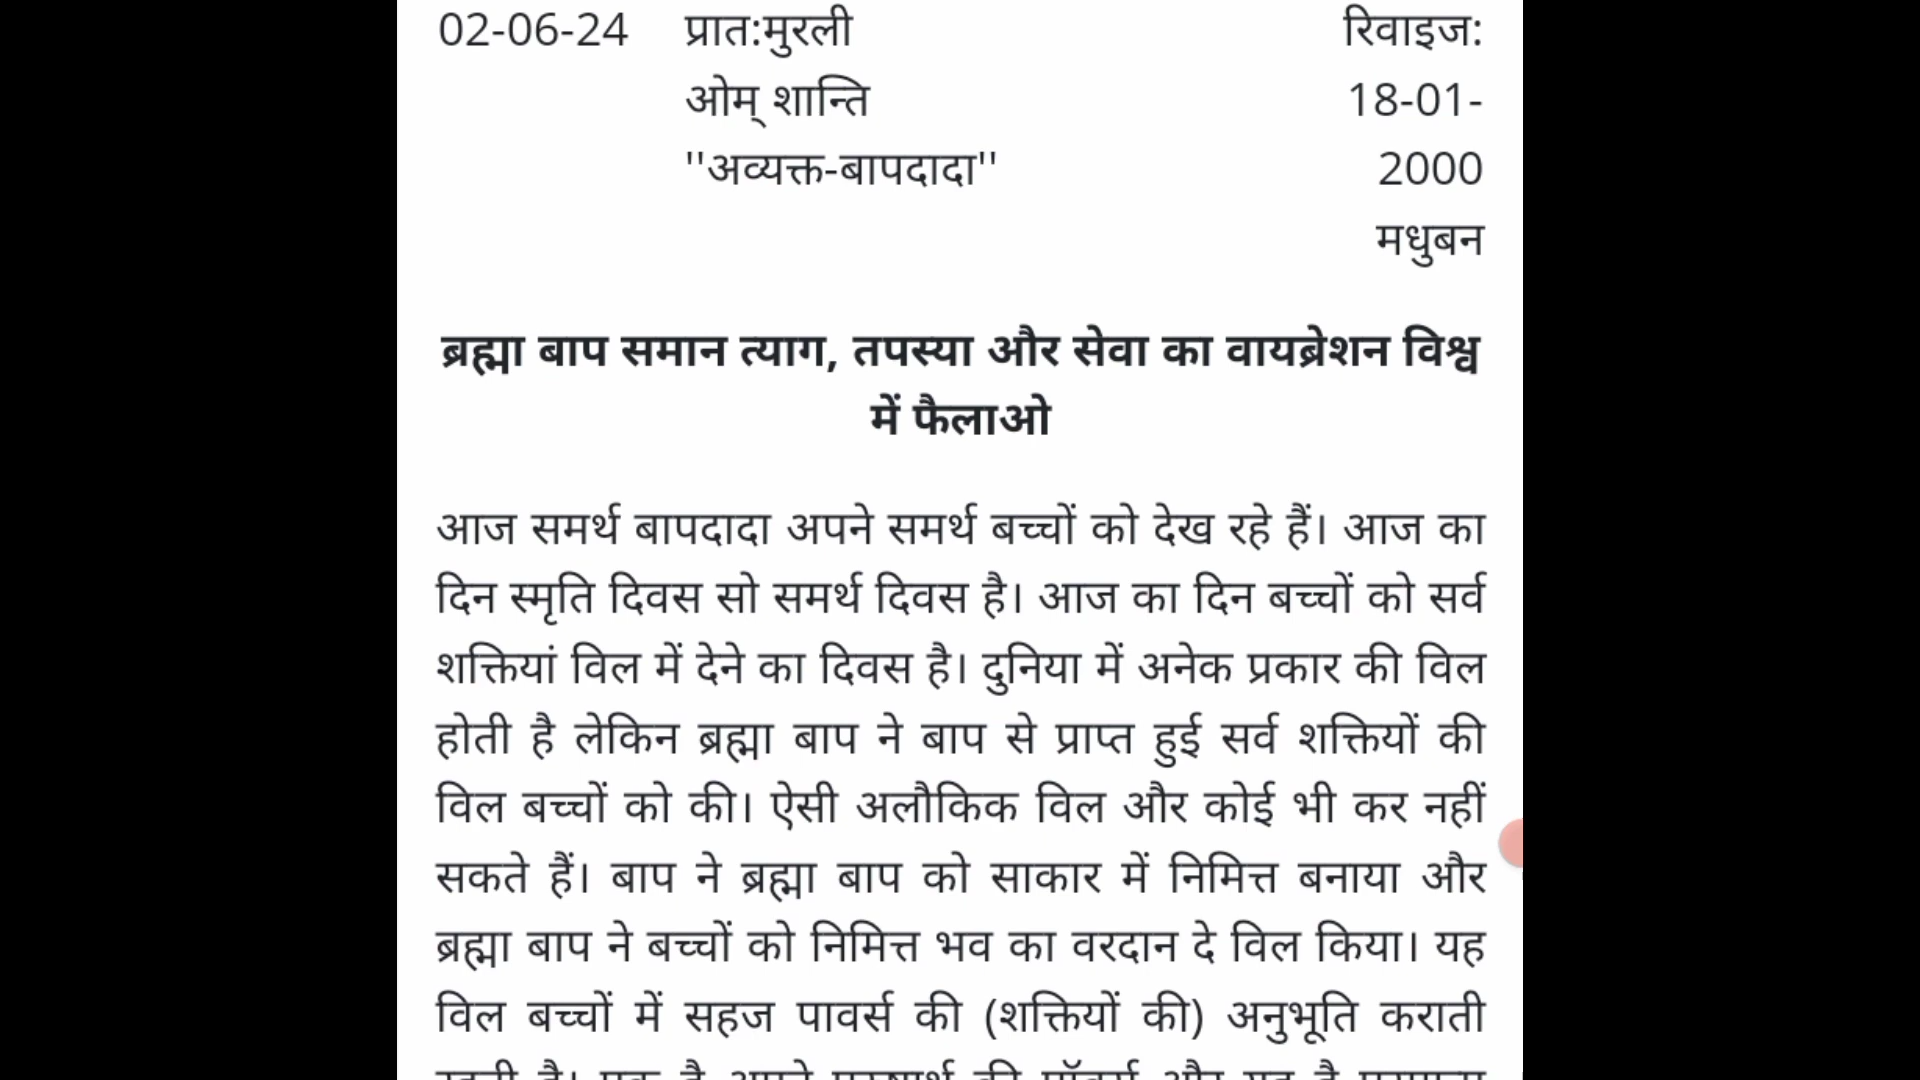 02-06-24 प्रात:मुरली रिवाइज:
ओम् शान्ति 18-01-
''अव्यक्त-बापदादा'' 2000
मधुबन
ब्रह्मा बाप समान त्याग, तपस्या और सेवा का वायब्रेशन विश्व
में फैलाओ
आज समर्थ बापदादा अपने समर्थ बच्चों को देख रहे हैं। आज का
दिन स्मृति दिवस सो समर्थ दिवस है। आज का दिन बच्चों को सर्व
शक्तियां विल में देने का दिवस है। दुनिया में अनेक प्रकार की विल
होती है लेकिन ब्रह्मा बाप ने बाप से प्राप्त हुई सर्व शक्तियों की
विल बच्चों को की। ऐसी अलौकिक विल और कोई भी कर नहीं
सकते हैं। बाप ने ब्रह्मा बाप को साकार में निमित्त बनाया और
ब्रह्मा बाप ने बच्चों को निमित्त भव का वरदान दे विल किया। यह
विल बच्चों में सहज पावर्स की (शक्तियों की) अनुभूति कराती